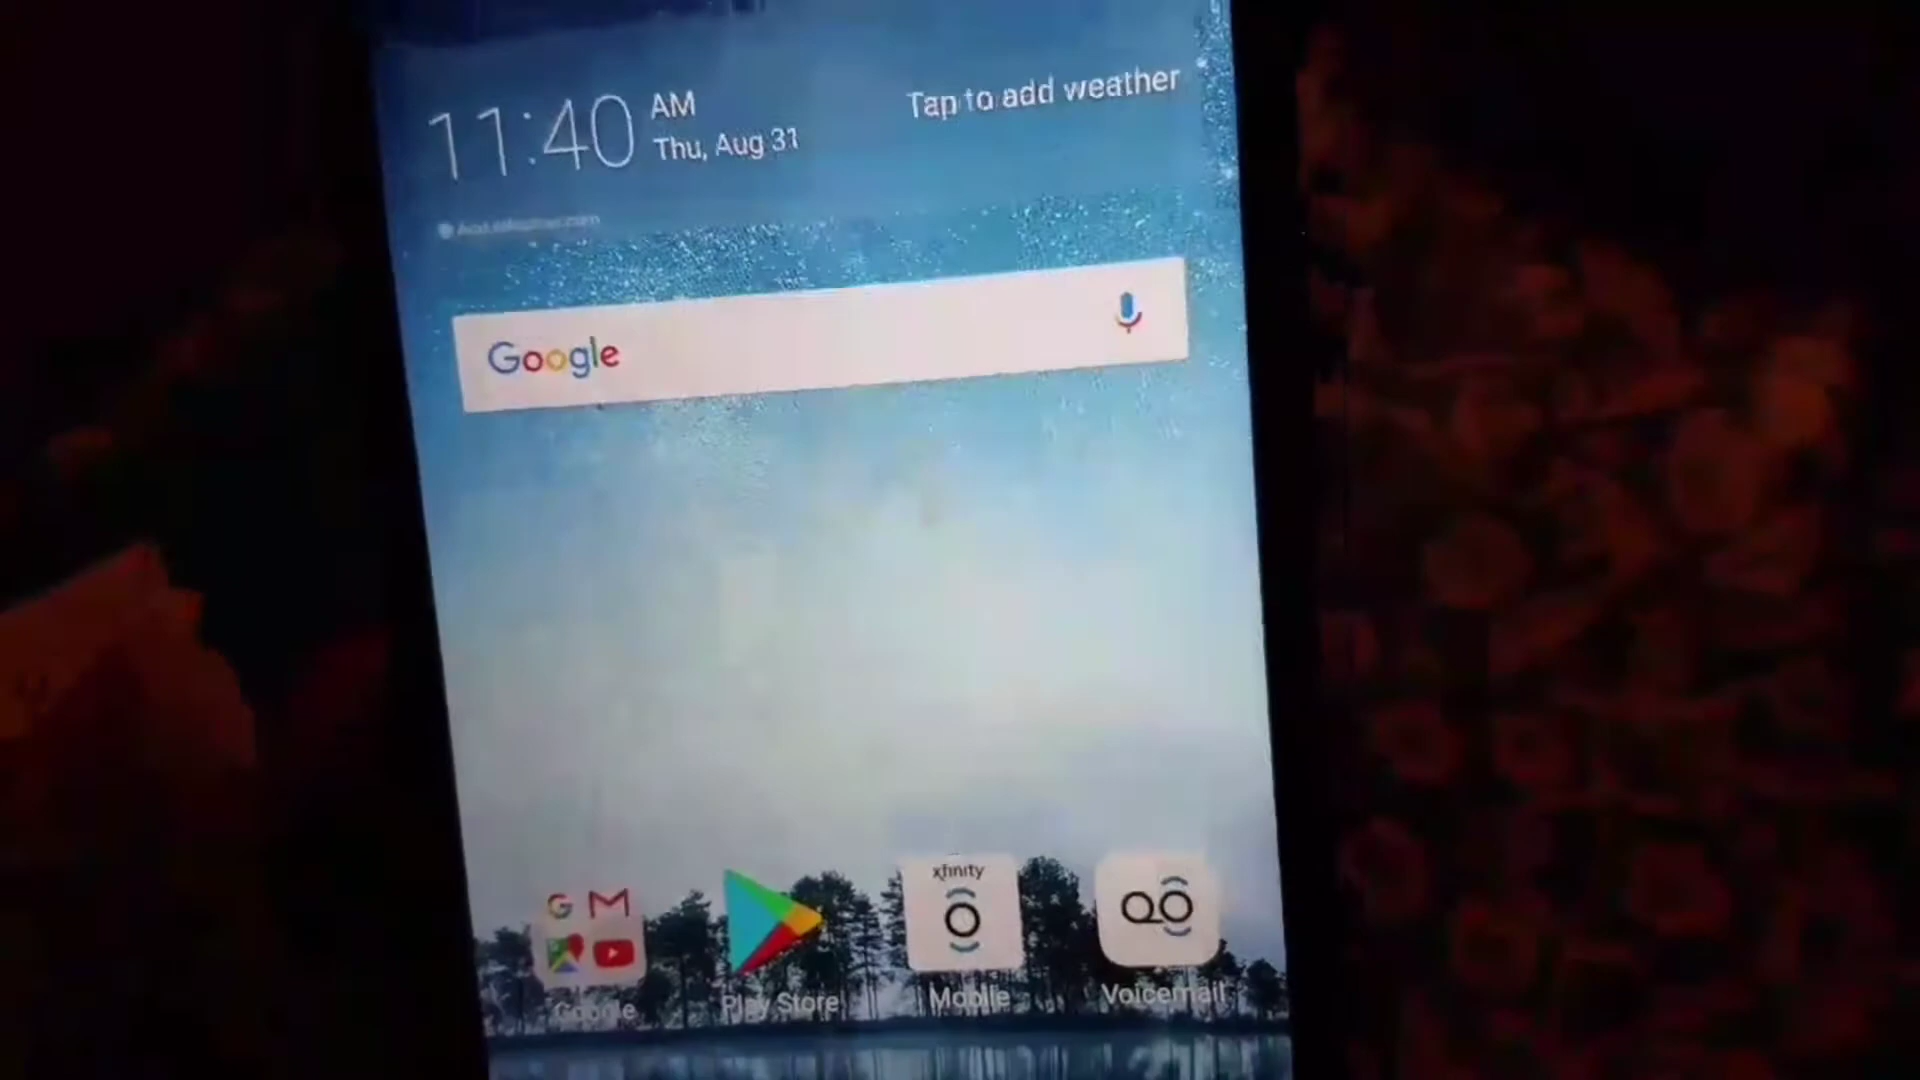 11:40 AM
Thu, Aug 31
Tap to add weather
Google
xfinity
Google
Play Store
Mobile
Voicemail